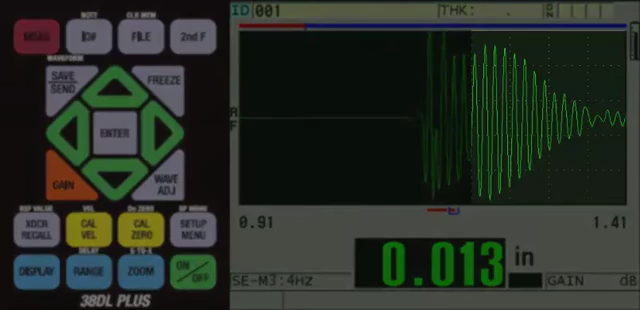 NOTT CLR MEM
MEAS ID# FILE 2nd F
WAVEFORM
SAVE SEND FREEZE
ENTER
GAIN WAVE ADJ
REF VALUE VEL Do ZERO SP MENU
XDCR RECALL CAL VEL CAL ZERO SETUP MENU
DELAY B-TO-E
DISPLAY RANGE ZOOM ON/OFF
38DL PLUS
ID 001 THK: .
0.91 1.41
0.013 in
SE-M3:4Hz GAIN dB